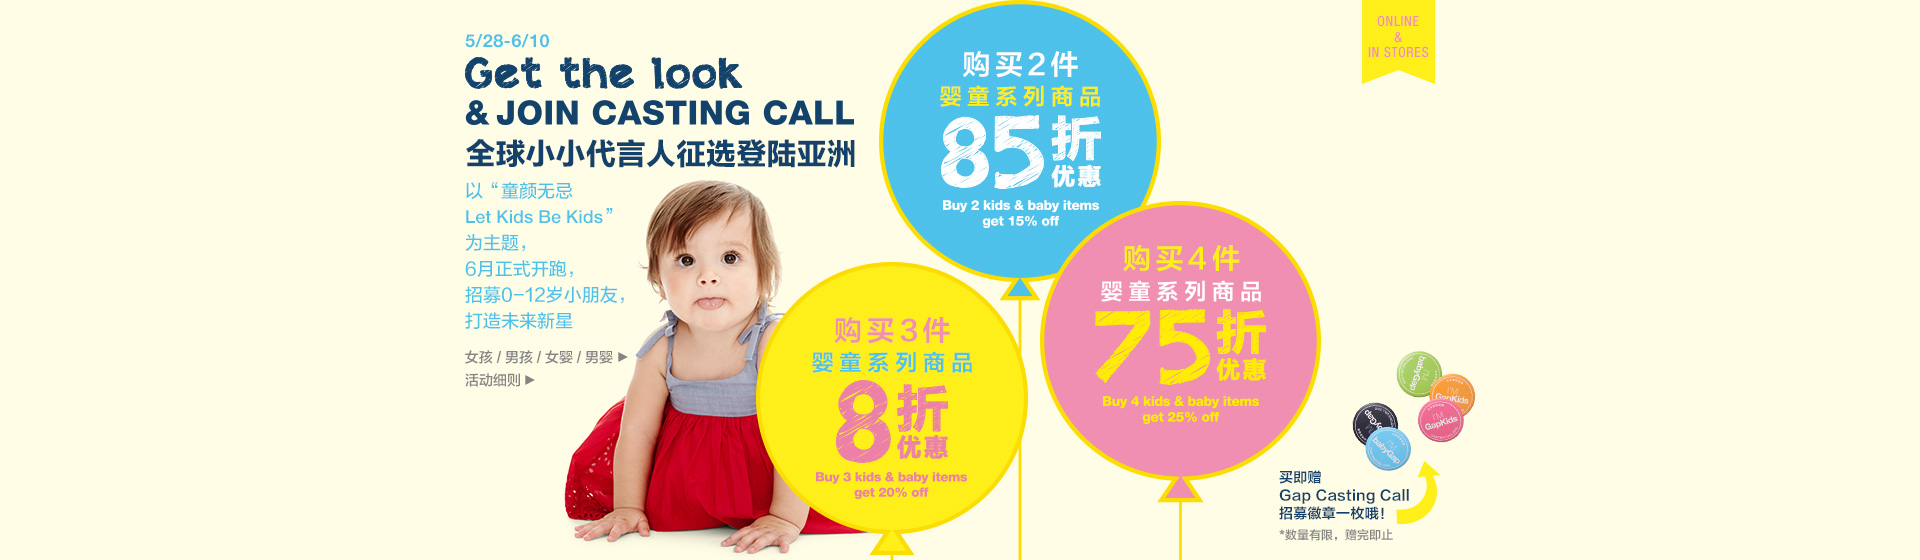 5/28-6/10
Get the look
& JOIN CASTING CALL
全球小小代言人征选登陆亚洲
以“童颜无忌
Let Kids Be Kids”
为主题，
6月正式开跑，
招募0-12岁小朋友，
打造未来新星
女孩 / 男孩 / 女婴 / 男婴 ▶
活动细则 ▶
购买2件
婴童系列商品
85折
优惠
Buy 2 kids & baby items
get 15% off
购买3件
婴童系列商品
8折
优惠
Buy 3 kids & baby items
get 20% off
购买4件
婴童系列商品
75折
优惠
Buy 4 kids & baby items
get 25% off
ONLINE
&
IN STORES
babyGap
I'M
GapKids
I'M
GapKids
babyGap
买即赠
Gap Casting Call
招募徽章一枚哦！
*数量有限，赠完即止